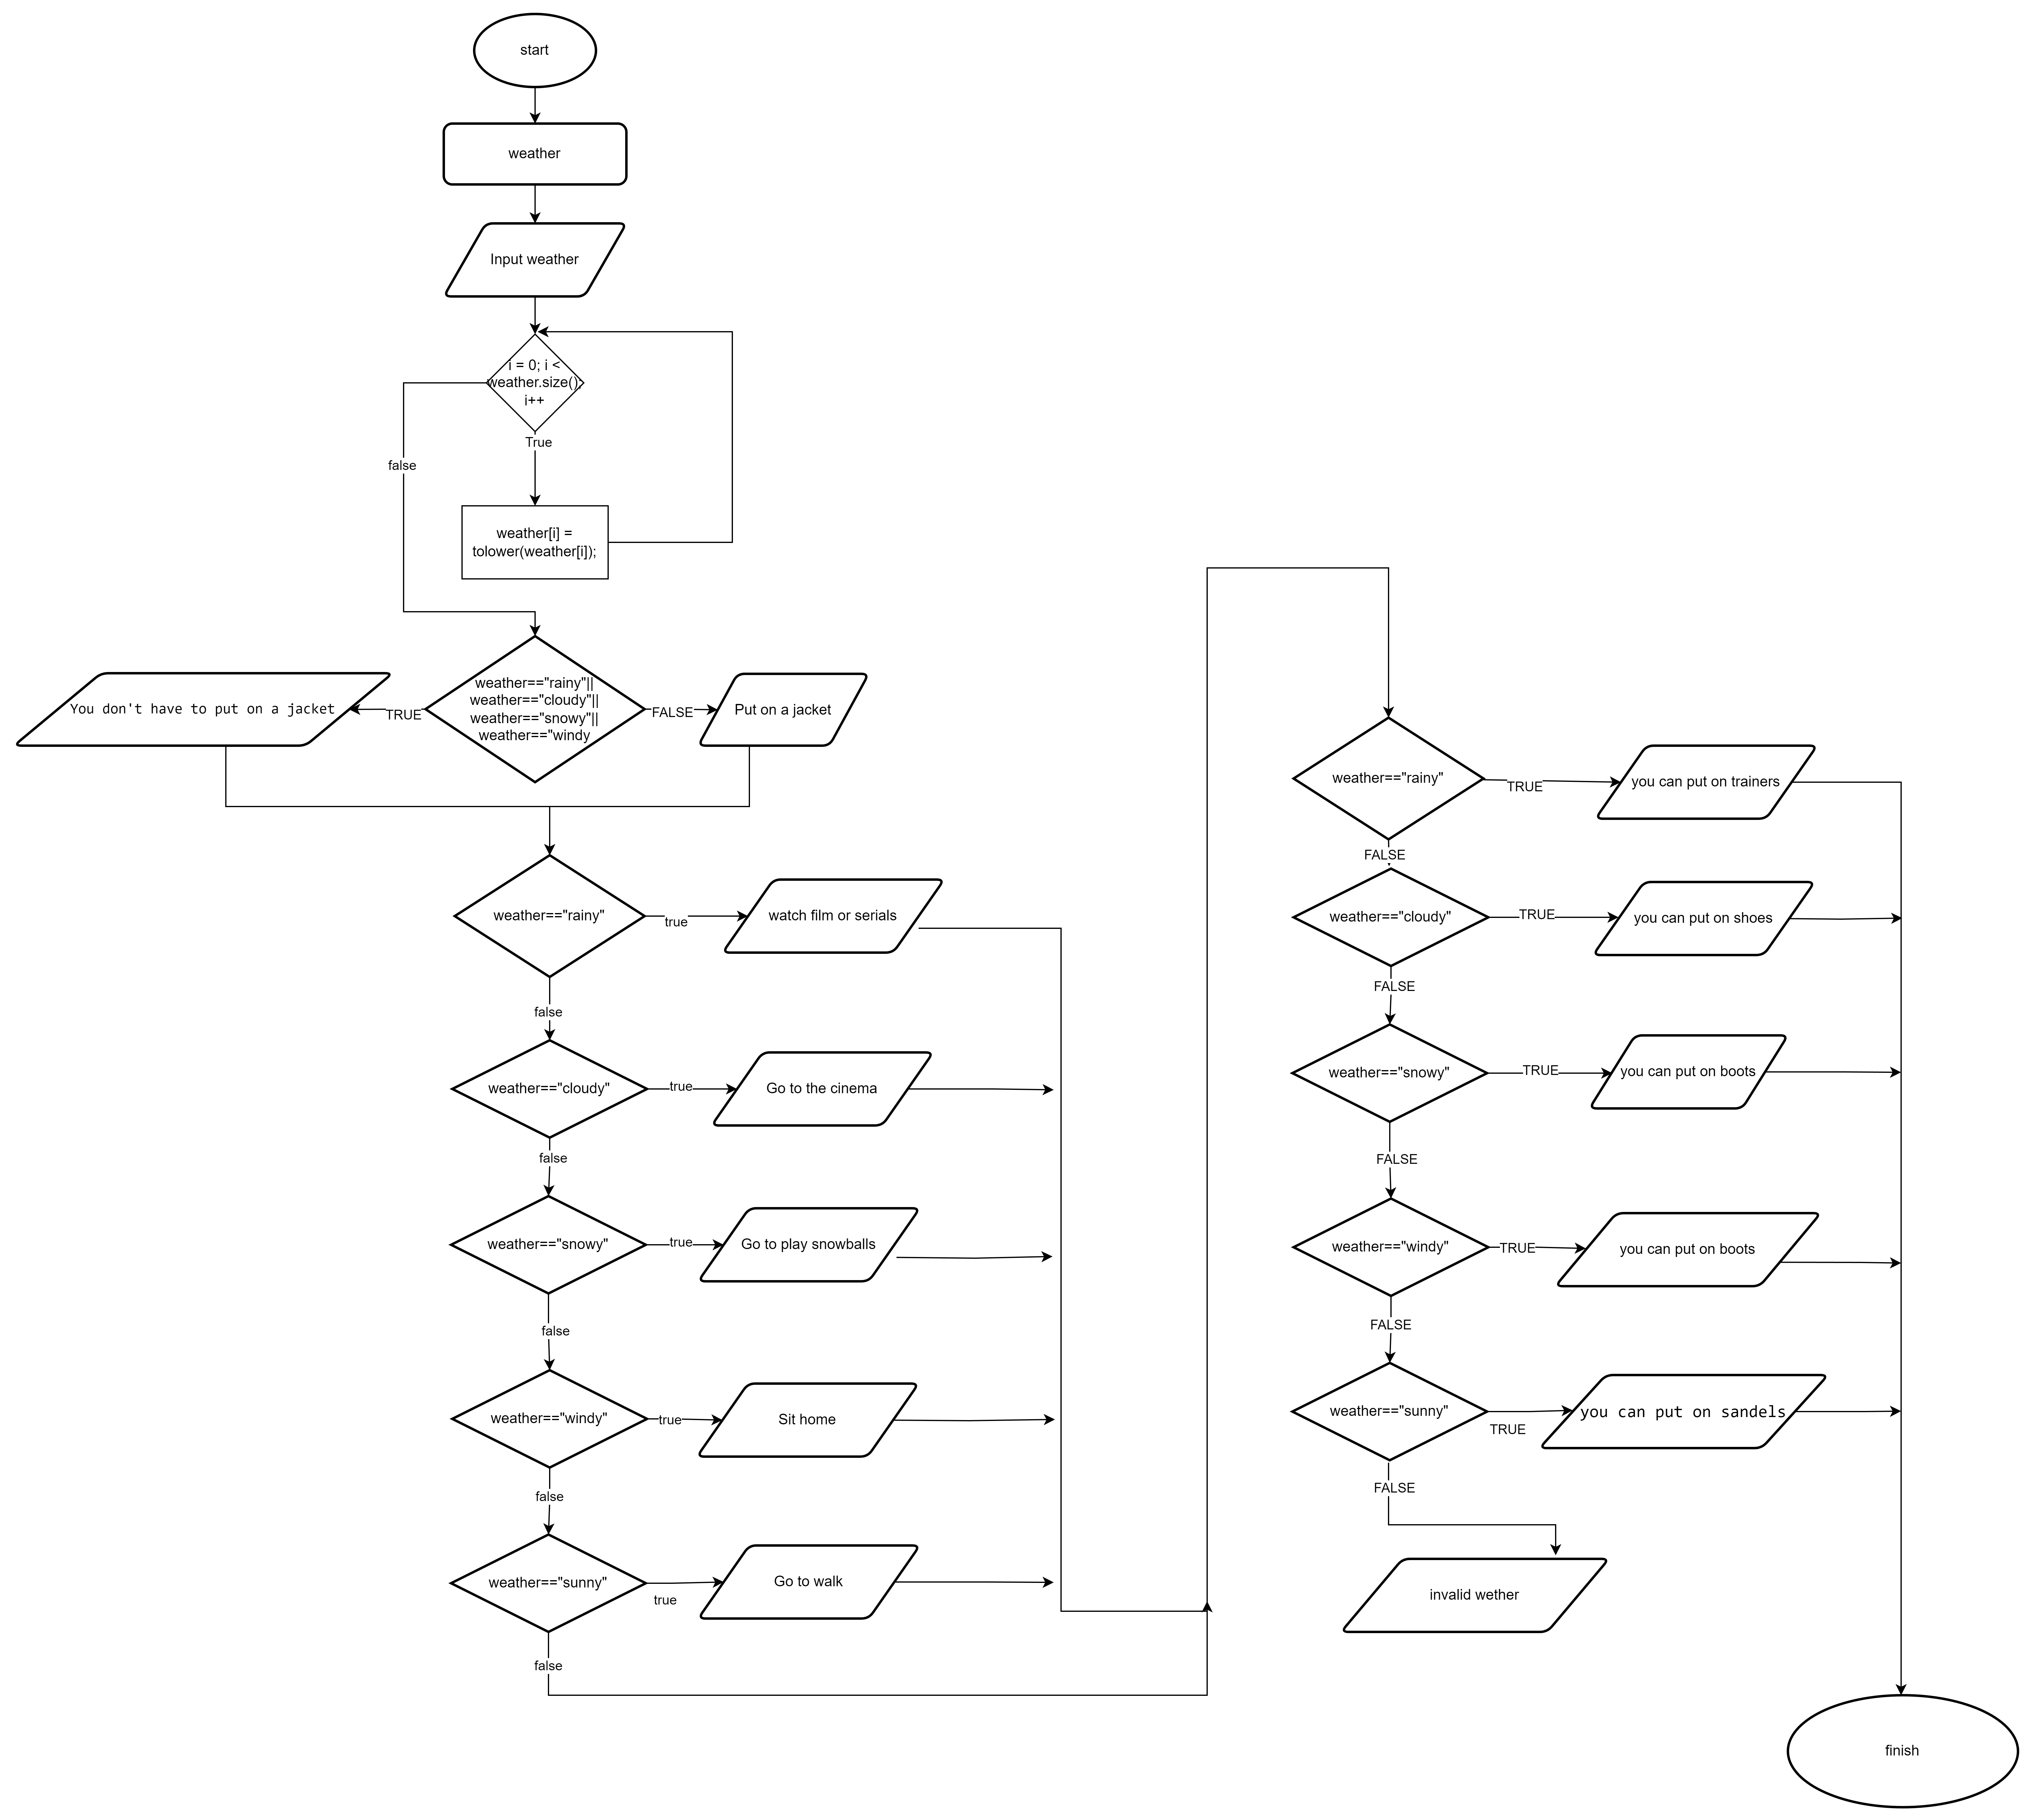 start
weather
Input weather
i = 0; i <
weather.size();
i++
True
false
weather[i] =
tolower(weather[i]);
You don't have to put on a jacket
TRUE
weather=="rainy"||
weather=="cloudy"||
weather=="snowy"||
weather=="windy
FALSE
Put on a jacket
weather=="rainy"
true
watch film or serials
false
weather=="cloudy"
true
Go to the cinema
false
weather=="snowy"
true
Go to play snowballs
false
weather=="windy"
true
Sit home
false
weather=="sunny"
true
Go to walk
false
weather=="rainy"
TRUE
you can put on trainers
FALSE
weather=="cloudy"
TRUE
you can put on shoes
FALSE
weather=="snowy"
TRUE
you can put on boots
FALSE
weather=="windy"
TRUE
you can put on boots
FALSE
weather=="sunny"
TRUE
you can put on sandels
FALSE
invalid wether
finish